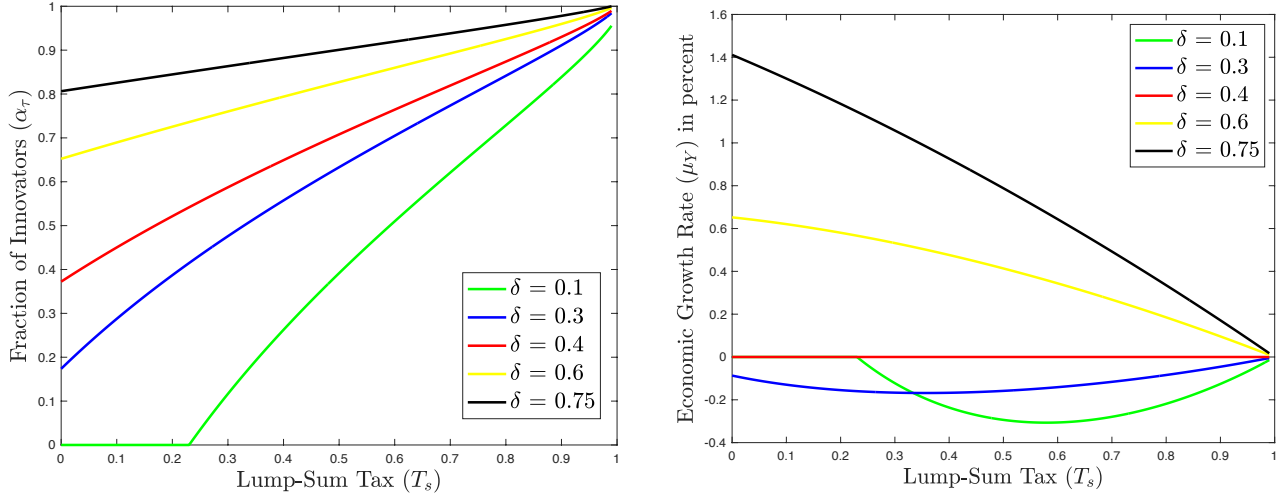 Fraction of Innovators (α_τ)
1
0.9
0.8
0.7
0.6
0.5
0.4
0.3
0.2
0.1
0
0 0.1 0.2 0.3 0.4 0.5 0.6 0.7 0.8 0.9 1
Lump-Sum Tax (T_s)
δ = 0.1
δ = 0.3
δ = 0.4
δ = 0.6
δ = 0.75
Economic Growth Rate (μ_Y) in percent
1.6
1.4
1.2
1
0.8
0.6
0.4
0.2
0
-0.2
-0.4
0 0.1 0.2 0.3 0.4 0.5 0.6 0.7 0.8 0.9 1
Lump-Sum Tax (T_s)
δ = 0.1
δ = 0.3
δ = 0.4
δ = 0.6
δ = 0.75